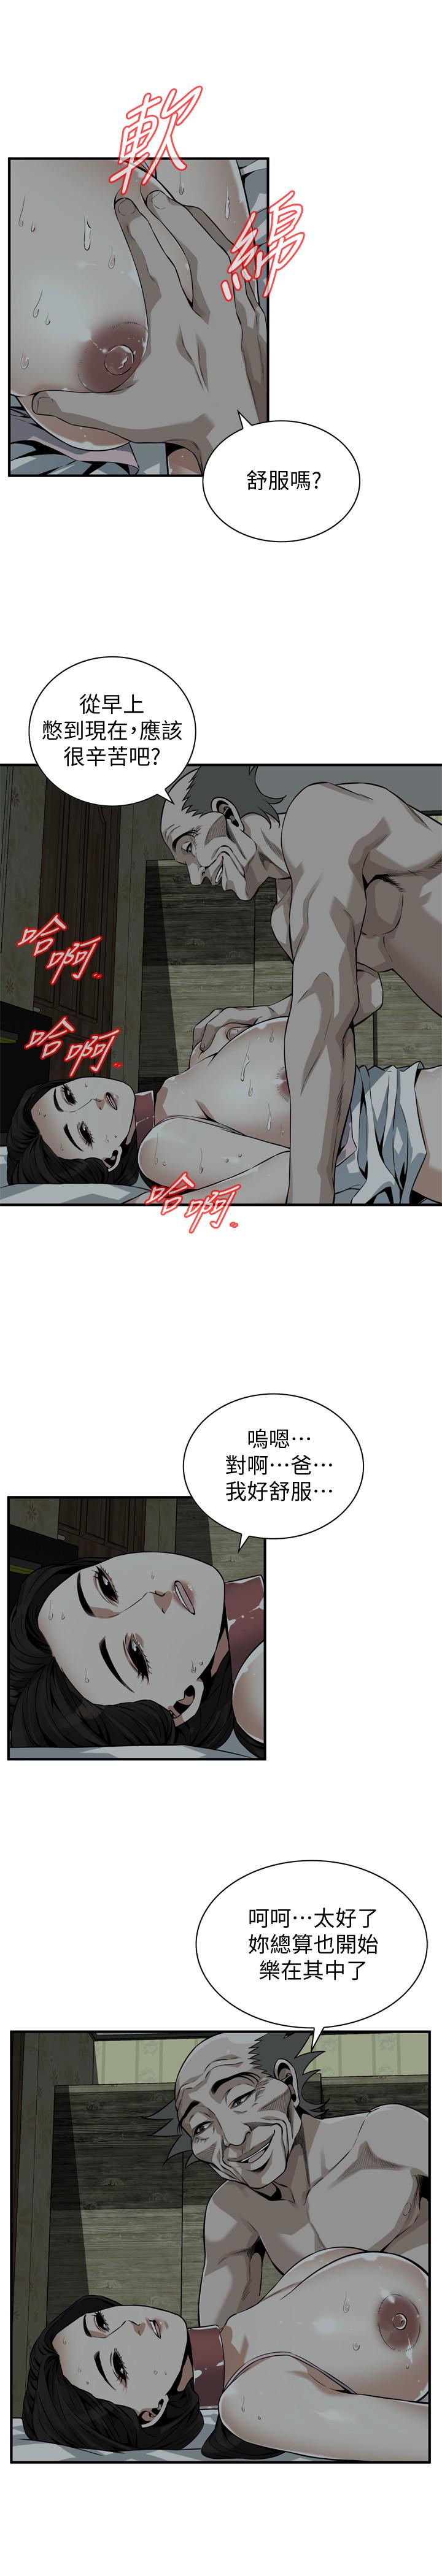 軟
綿
舒服嗎?
從早上
憋到現在，應該
很辛苦吧?
哈啊
哈啊
哈啊
嗚嗯…
對啊…爸…
我好舒服…
呵呵…太好了
妳總算也開始
樂在其中了